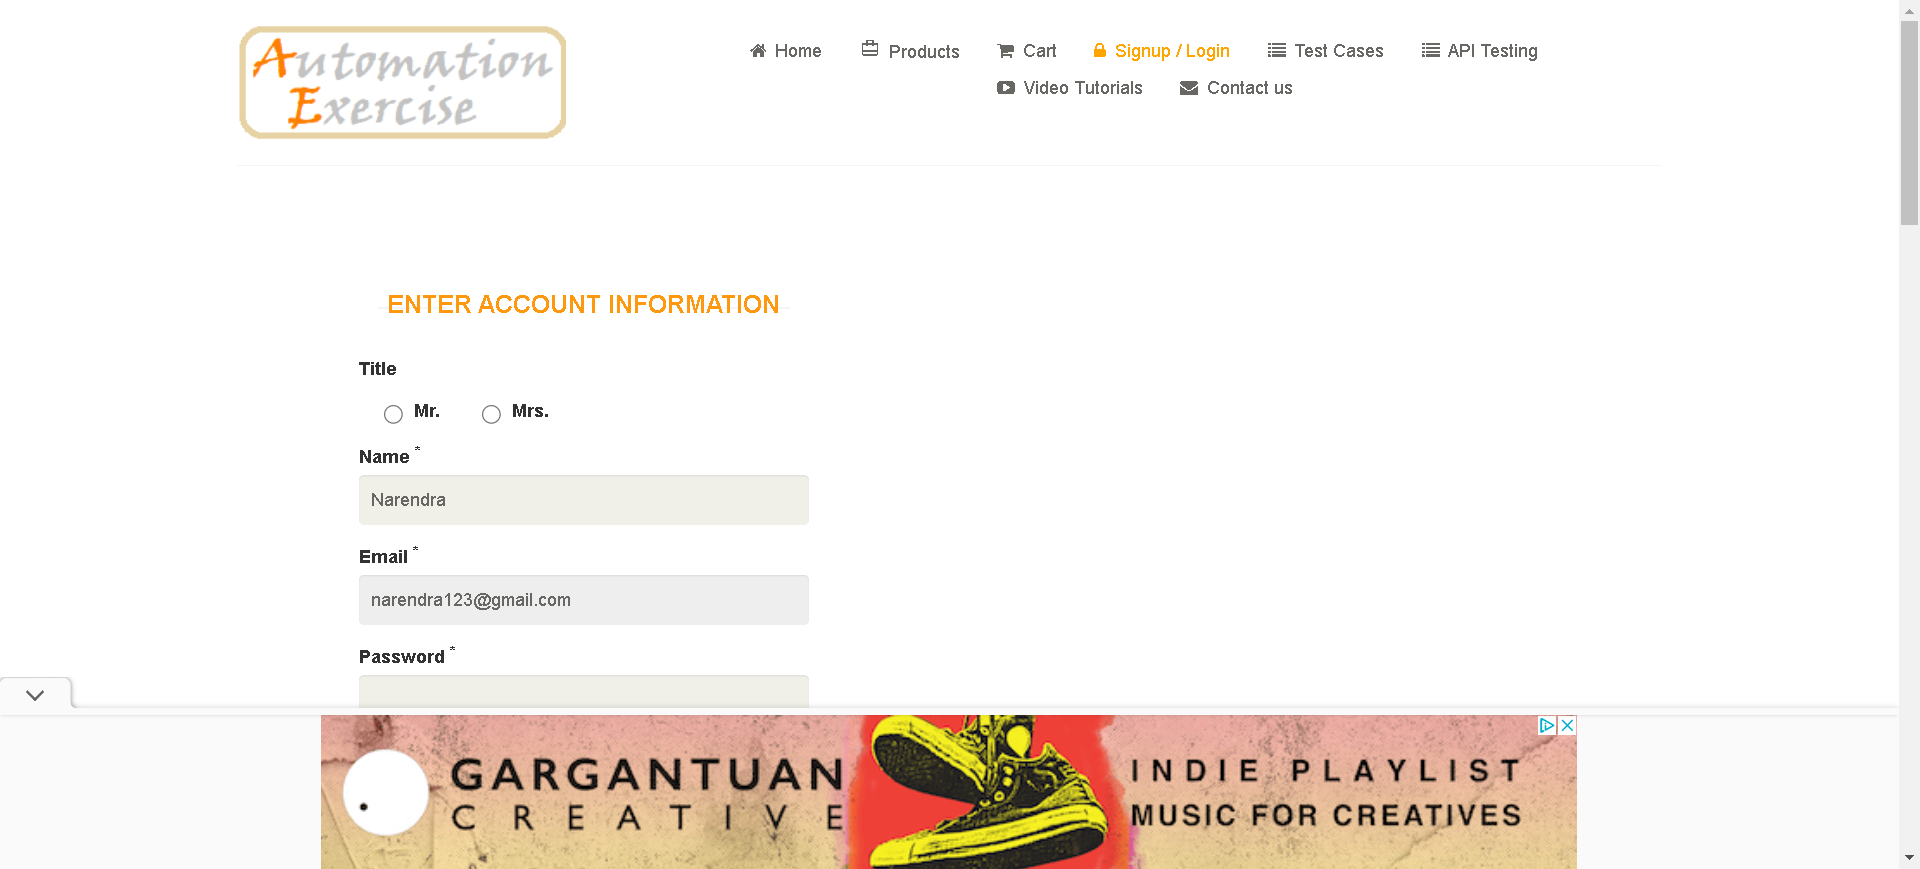 Automation
Exercise
Home Products Cart Signup / Login Test Cases API Testing
Video Tutorials Contact us
ENTER ACCOUNT INFORMATION
Title
Mr. Mrs.
Name *
Narendra
Email *
narendra123@gmail.com
Password *
GARGANTUAN
CREATIVE
INDIE PLAYLIST
MUSIC FOR CREATIVES